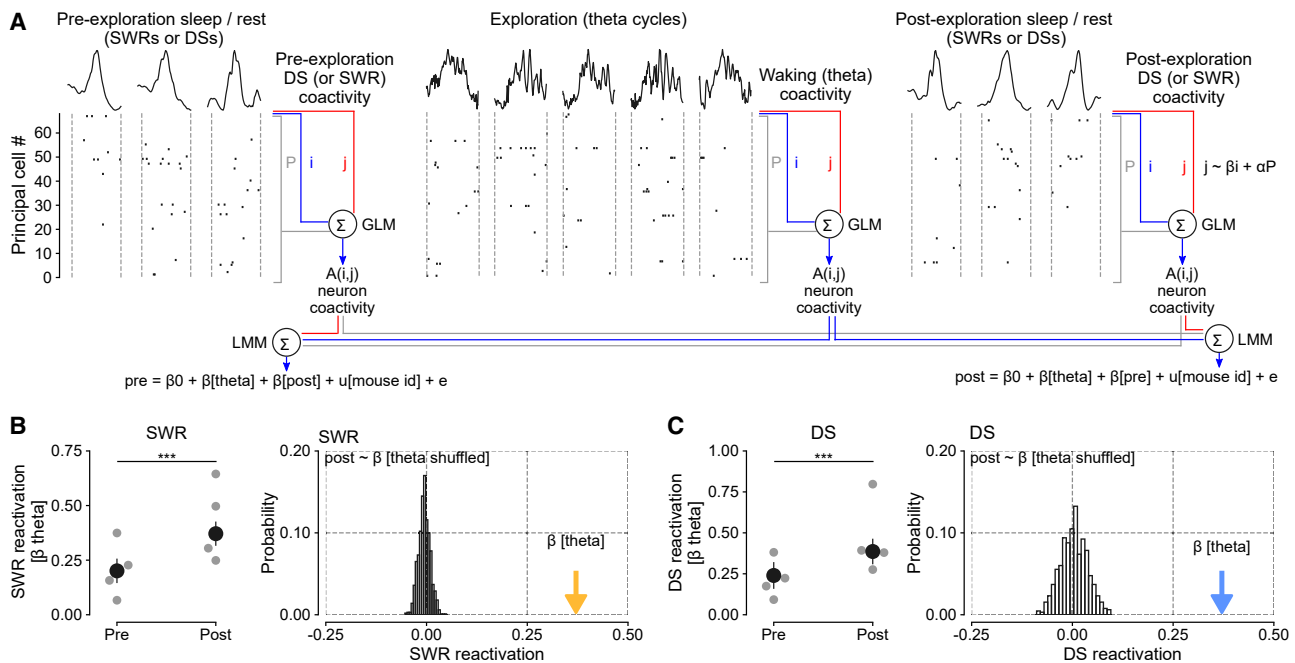 A
Pre-exploration sleep / rest
(SWRs or DSs)
Exploration (theta cycles)
Post-exploration sleep / rest
(SWRs or DSs)
Pre-exploration
DS (or SWR)
coactivity
Waking (theta)
coactivity
Post-exploration
DS (or SWR)
coactivity
Principal cell #
60
50
40
30
20
10
0
P
i
j
Σ
GLM
A(i,j)
neuron
coactivity
P
i
j
Σ
GLM
A(i,j)
neuron
coactivity
P
i
j
j ~ βi + αP
Σ
GLM
A(i,j)
neuron
coactivity
LMM
Σ
pre = β0 + β[theta] + β[post] + u[mouse id] + e
Σ
LMM
post = β0 + β[theta] + β[pre] + u[mouse id] + e
B
SWR
***
SWR reactivation
[β theta]
0.75
0.50
0.25
0.00
Pre
Post
SWR
post ~ β [theta shuffled]
Probability
0.20
0.10
0.00
β [theta]
-0.25
0.00
0.25
0.50
SWR reactivation
C
DS
***
DS reactivation
[β theta]
1.00
0.75
0.50
0.25
0.00
Pre
Post
DS
post ~ β [theta shuffled]
Probability
0.20
0.10
0.00
β [theta]
-0.25
0.00
0.25
0.50
DS reactivation